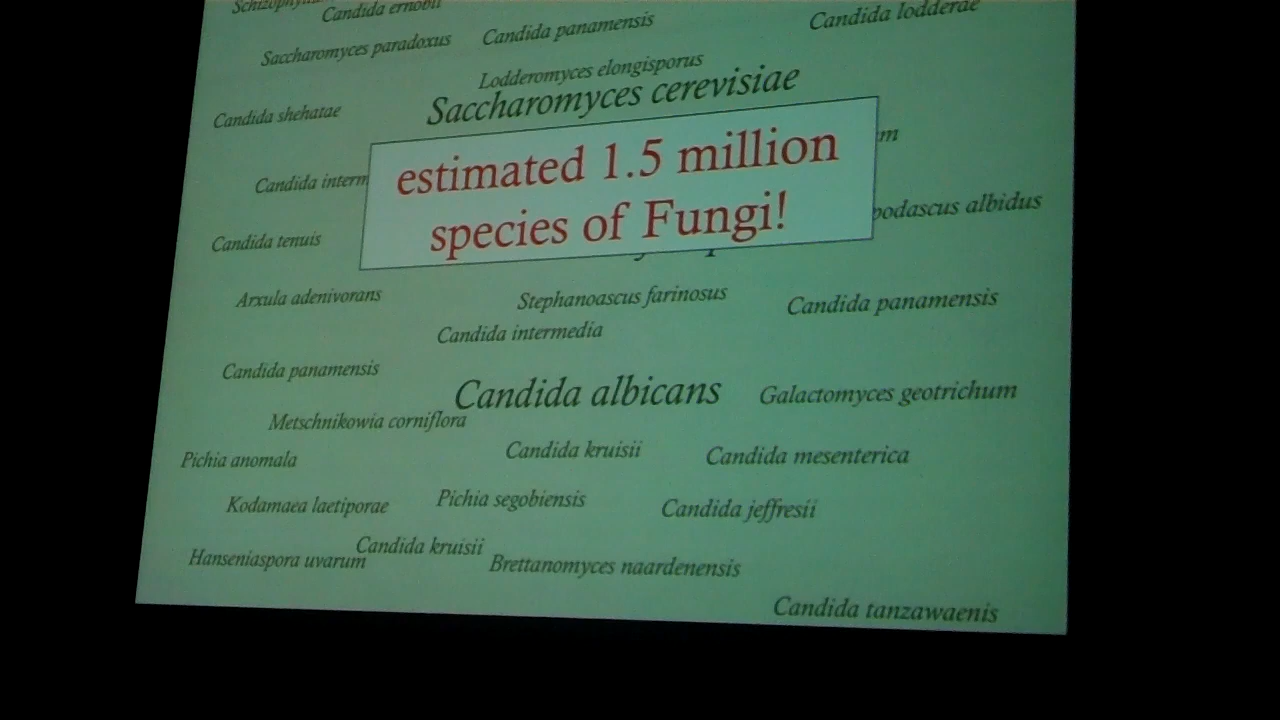 Candida ernobii
Candida lodderae
Saccharomyces paradoxus
Candida panamensis
Lodderomyces elongisporus
Saccharomyces cerevisiae
Candida shehatae
estimated 1.5 million
species of Fungi!
Candida
Candida tenuis
albidus
Arxula adenivorans
Stephanoascus farinosus
Candida panamensis
Candida intermedia
Candida panamensis
Candida albicans
Galactomyces geotrichum
Metschnikowia corniflora
Pichia anomala
Candida kruisii
Candida mesenterica
Kodamaea laetiporae
Pichia segobiensis
Candida jeffresii
Candida kruisii
Hanseniaspora uvarum
Brettanomyces naardenensis
Candida tanzawaenis